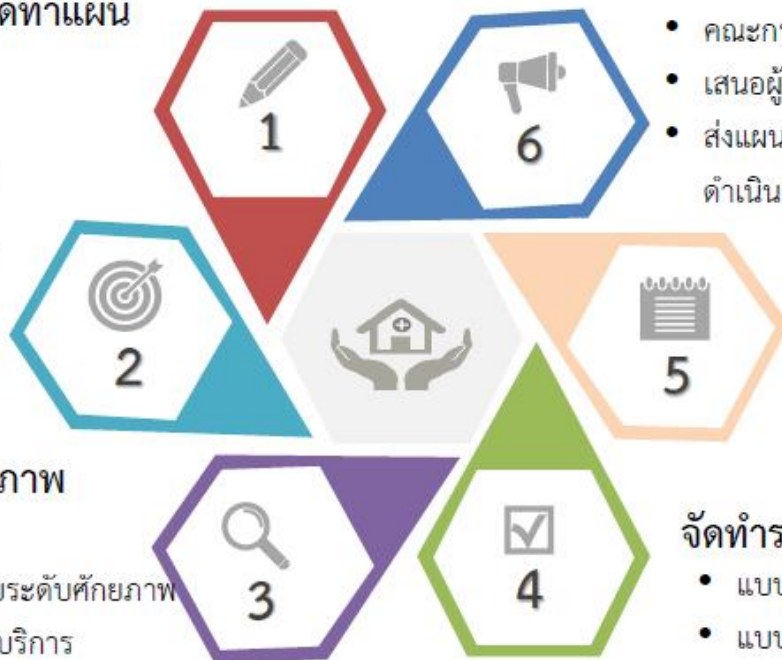 ดทำแผน
1
6
คณะกร
เสนอผู้
ส่งแผน
ดำเนิน
2
5
ภาพ
ระดับศักยภาพ
บริการ
3
4
จัดทำร
แบบ
แบบ